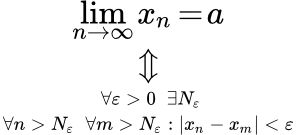 lim x_n = a
n→∞
⇕
∀ε > 0 ∃N_ε
∀n > N_ε ∀m > N_ε : |x_n − x_m| < ε